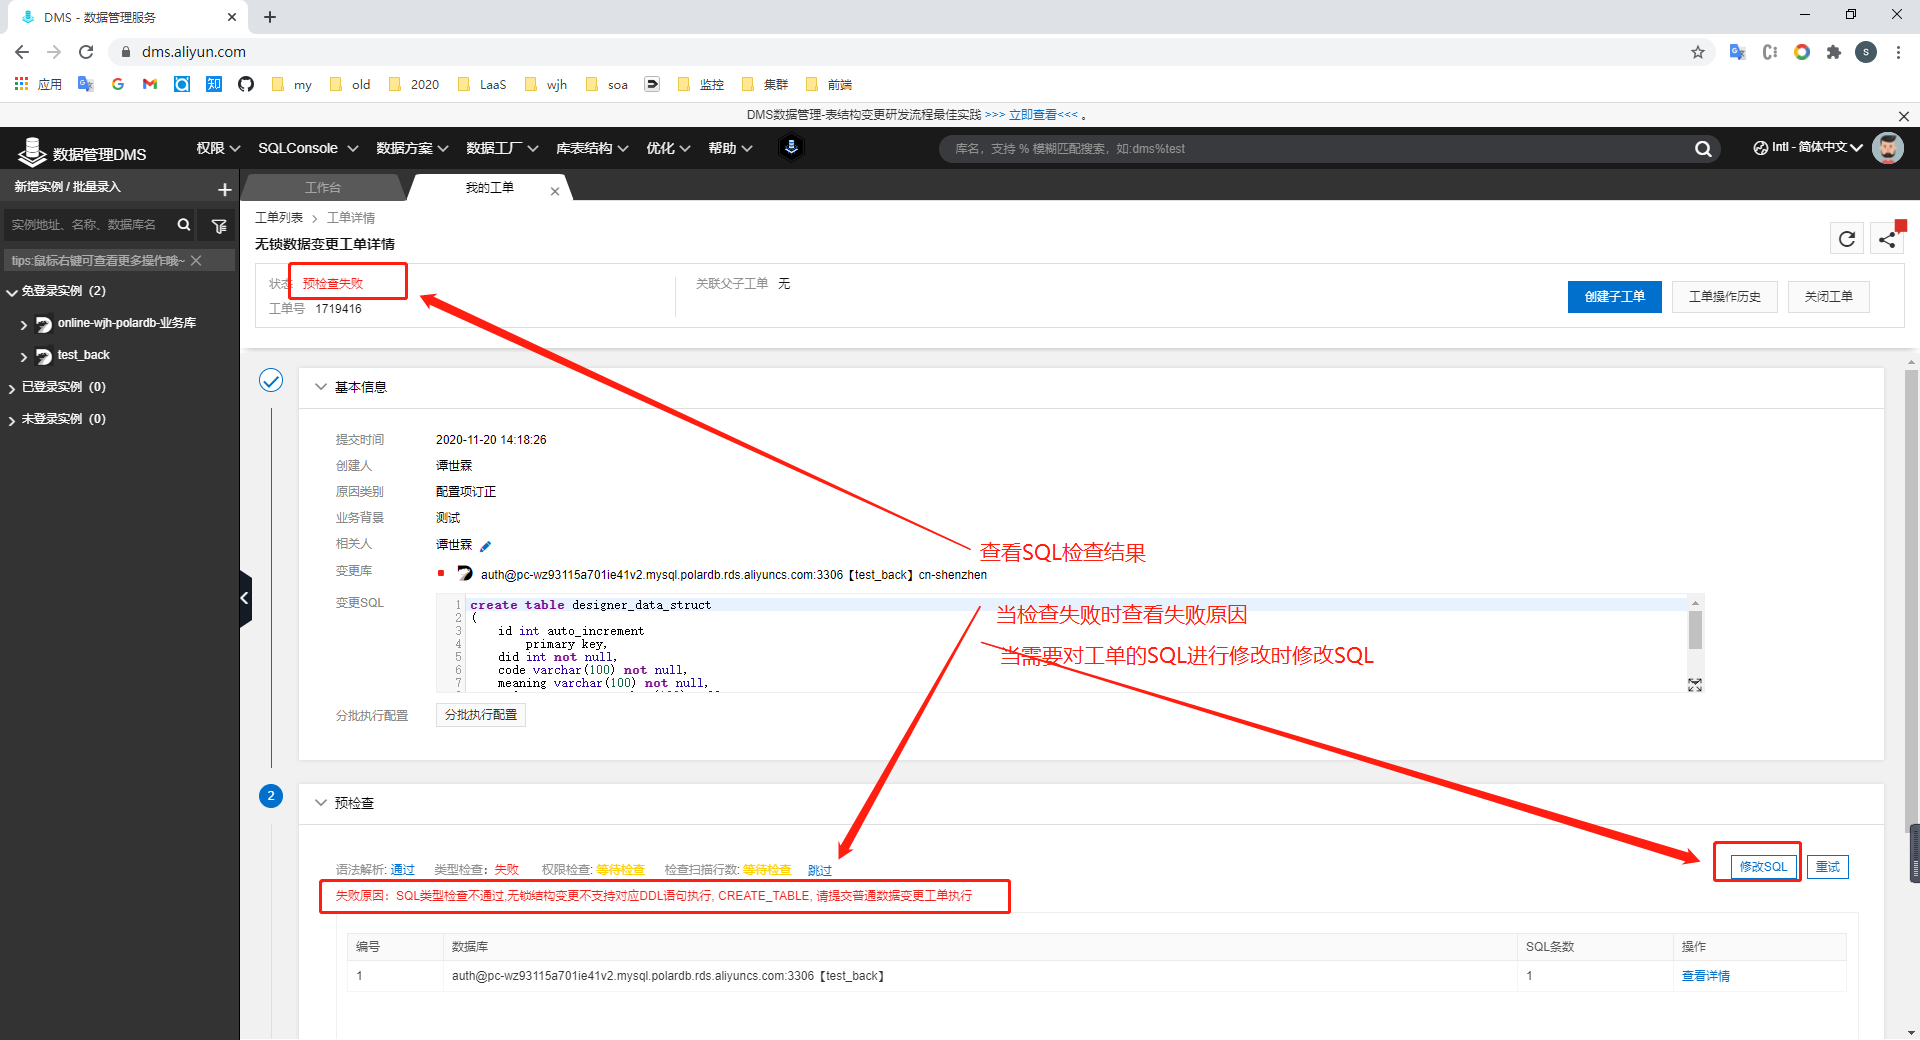 DMS - 数据管理服务
dms.aliyun.com
S
应用 my old 2020 LaaS wjh soa 监控 集群 前端
DMS数据管理-表结构变更研发流程最佳实践 >>> 立即查看<<< 。
数据管理DMS 权限 SQLConsole 数据方案 数据工厂 库表结构 优化 帮助
库名，支持 % 模糊匹配搜索，如:dms%test
Intl - 简体中文
新增实例 / 批量录入
实例地址、名称、数据库名
tips:鼠标右键可查看更多操作哦~
免登录实例 (2)
online-wjh-polardb-业务库
test_back
已登录实例 (0)
未登录实例 (0)
工作台 我的工单
工单列表 > 工单详情
无锁数据变更工单详情
状态 预检查失败 关联父子工单 无
工单号 1719416
创建子工单 工单操作历史 关闭工单
基本信息
提交时间 2020-11-20 14:18:26
创建人 谭世霖
原因类别 配置项订正
业务背景 测试
相关人 谭世霖
变更库 auth@pc-wz93115a701ie41v2.mysql.polardb.rds.aliyuncs.com:3306【test_back】cn-shenzhen
变更SQL
1 create table designer_data_struct
2 (
3 id int auto_increment
4 primary key,
5 did int not null,
6 code varchar(100) not null,
7 meaning varchar(100) not null,
查看SQL检查结果
当检查失败时查看失败原因
当需要对工单的SQL进行修改时修改SQL
分批执行配置 分批执行配置
2 预检查
语法解析: 通过 类型检查: 失败 权限检查: 等待检查 检查扫描行数: 等待检查 跳过
修改SQL 重试
失败原因：SQL类型检查不通过,无锁结构变更不支持对应DDL语句执行, CREATE_TABLE, 请提交普通数据变更工单执行
编号 数据库 SQL条数 操作
1 auth@pc-wz93115a701ie41v2.mysql.polardb.rds.aliyuncs.com:3306【test_back】 1 查看详情